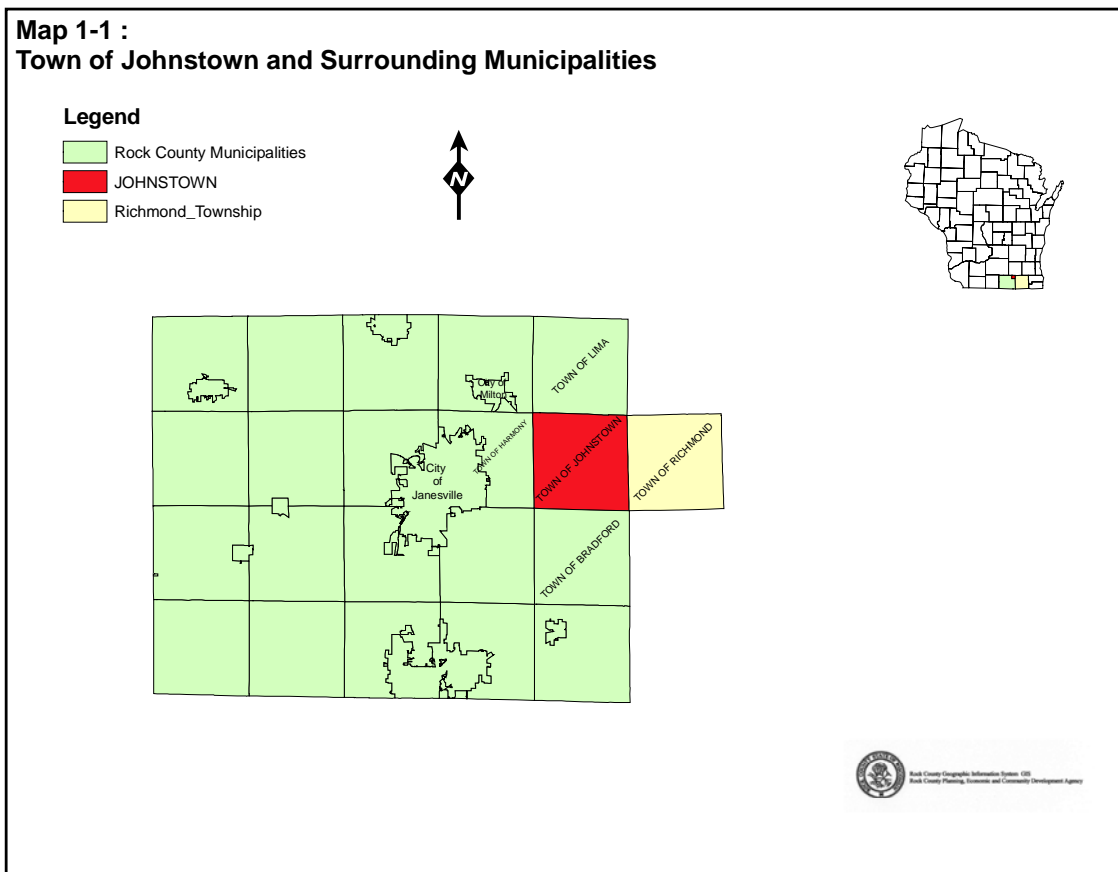 Map 1-1 :
Town of Johnstown and Surrounding Municipalities
Legend
Rock County Municipalities
JOHNSTOWN
Richmond_Township
N
TOWN OF LIMA
City of
Milton
TOWN OF HARMONY
TOWN OF JOHNSTOWN
TOWN OF RICHMOND
City
of
Janesville
TOWN OF BRADFORD
Rock County Geographic Information System GIS
Rock County Planning, Economic and Community Development Agency